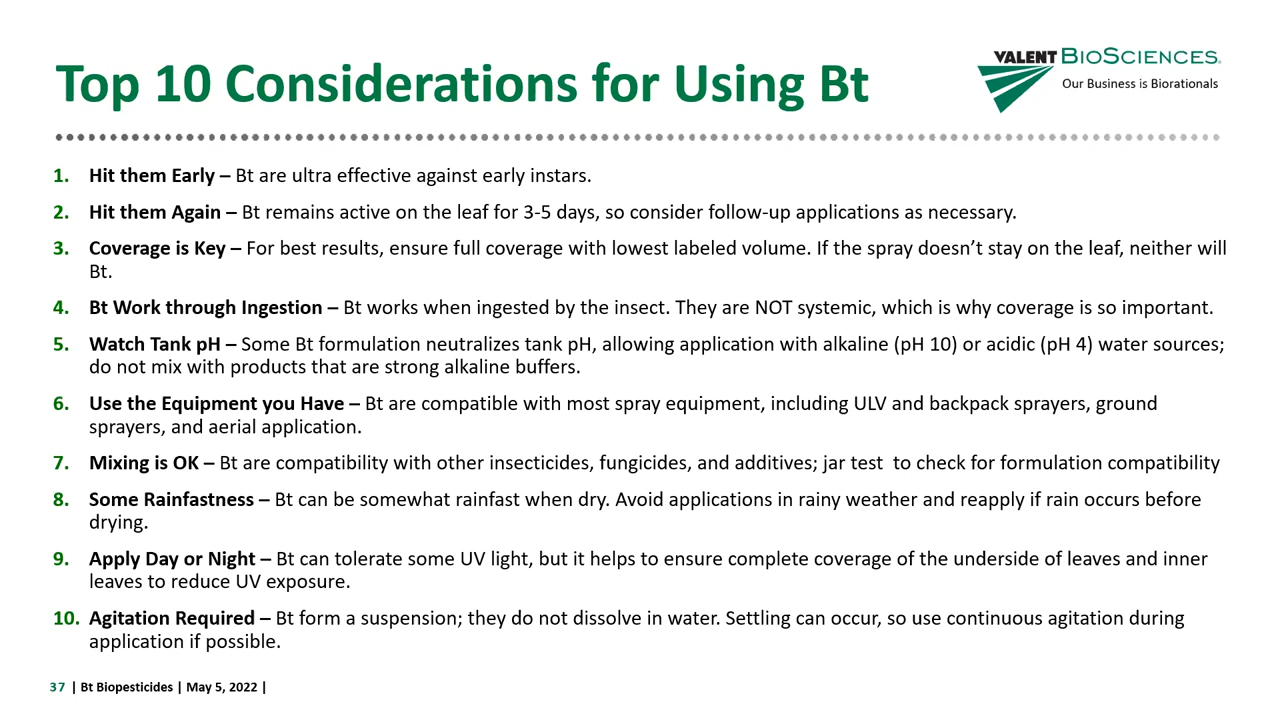 Top 10 Considerations for Using Bt
VALENT BIOSCIENCES®
Our Business is Biorationals
1. Hit them Early – Bt are ultra effective against early instars.
2. Hit them Again – Bt remains active on the leaf for 3-5 days, so consider follow-up applications as necessary.
3. Coverage is Key – For best results, ensure full coverage with lowest labeled volume. If the spray doesn’t stay on the leaf, neither will
Bt.
4. Bt Work through Ingestion – Bt works when ingested by the insect. They are NOT systemic, which is why coverage is so important.
5. Watch Tank pH – Some Bt formulation neutralizes tank pH, allowing application with alkaline (pH 10) or acidic (pH 4) water sources;
do not mix with products that are strong alkaline buffers.
6. Use the Equipment you Have – Bt are compatible with most spray equipment, including ULV and backpack sprayers, ground
sprayers, and aerial application.
7. Mixing is OK – Bt are compatibility with other insecticides, fungicides, and additives; jar test  to check for formulation compatibility
8. Some Rainfastness – Bt can be somewhat rainfast when dry. Avoid applications in rainy weather and reapply if rain occurs before
drying.
9. Apply Day or Night – Bt can tolerate some UV light, but it helps to ensure complete coverage of the underside of leaves and inner
leaves to reduce UV exposure.
10. Agitation Required – Bt form a suspension; they do not dissolve in water. Settling can occur, so use continuous agitation during
application if possible.
37 | Bt Biopesticides | May 5, 2022 |